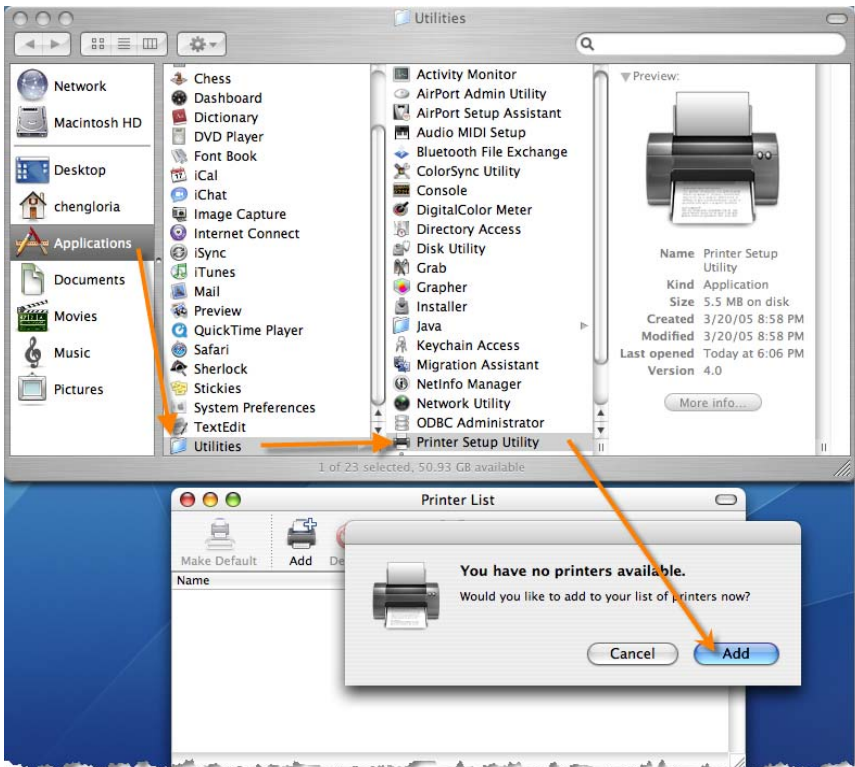 Utilities
Network
Macintosh HD
Desktop
chengloria
Applications
Documents
Movies
Music
Pictures
Chess
Dashboard
Dictionary
DVD Player
Font Book
iCal
iChat
Image Capture
Internet Connect
iSync
iTunes
Mail
Preview
QuickTime Player
Safari
Sherlock
Stickies
System Preferences
TextEdit
Utilities
Activity Monitor
AirPort Admin Utility
AirPort Setup Assistant
Audio MIDI Setup
Bluetooth File Exchange
ColorSync Utility
Console
DigitalColor Meter
Directory Access
Disk Utility
Grab
Grapher
Installer
Java
Keychain Access
Migration Assistant
NetInfo Manager
Network Utility
ODBC Administrator
Printer Setup Utility
Preview:
Name Printer Setup
Utility
Kind Application
Size 5.5 MB on disk
Created 3/20/05 8:58 PM
Modified 3/20/05 8:58 PM
Last opened Today at 6:06 PM
Version 4.0
More info...
1 of 23 selected, 50.93 GB available
Printer List
Make Default Add
Name
You have no printers available.
Would you like to add to your list of printers now?
Cancel Add